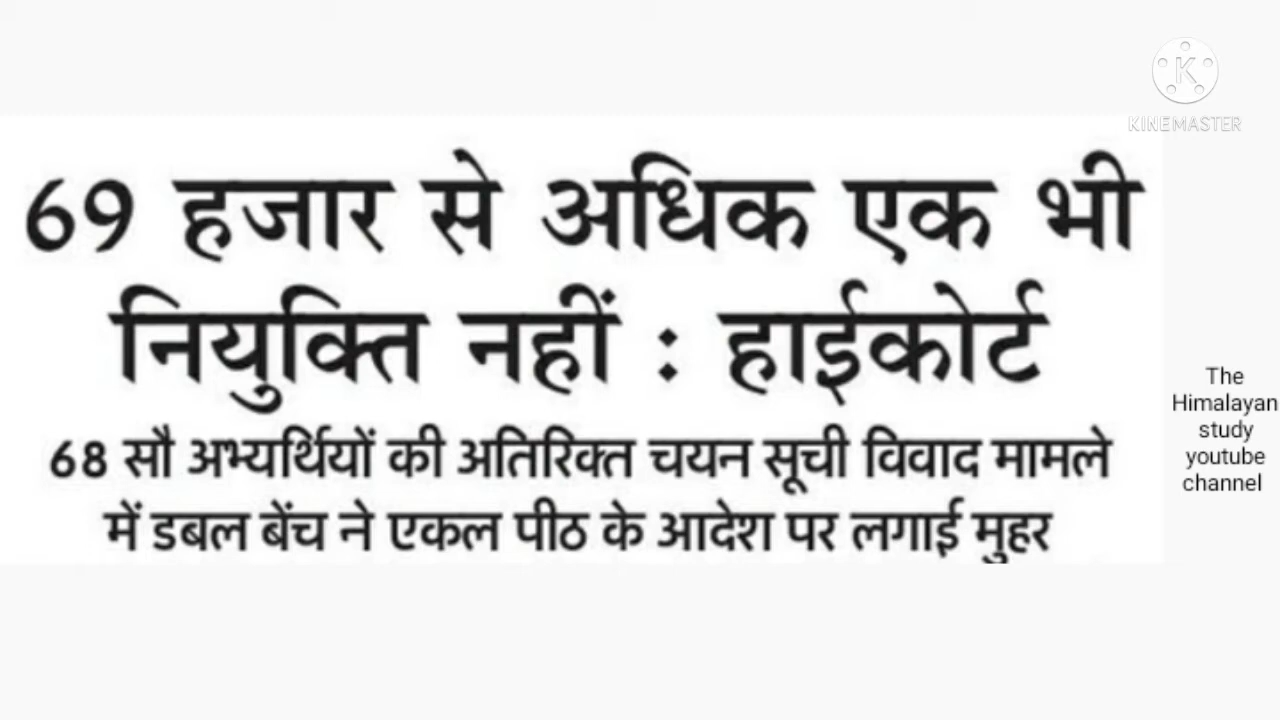 KINEMASTER
69 हजार से अधिक एक भी
नियुक्ति नहीं : हाईकोर्ट
68 सौ अभ्यर्थियों की अतिरिक्त चयन सूची विवाद मामले
में डबल बेंच ने एकल पीठ के आदेश पर लगाई मुहर
The
Himalayan
study
youtube
channel